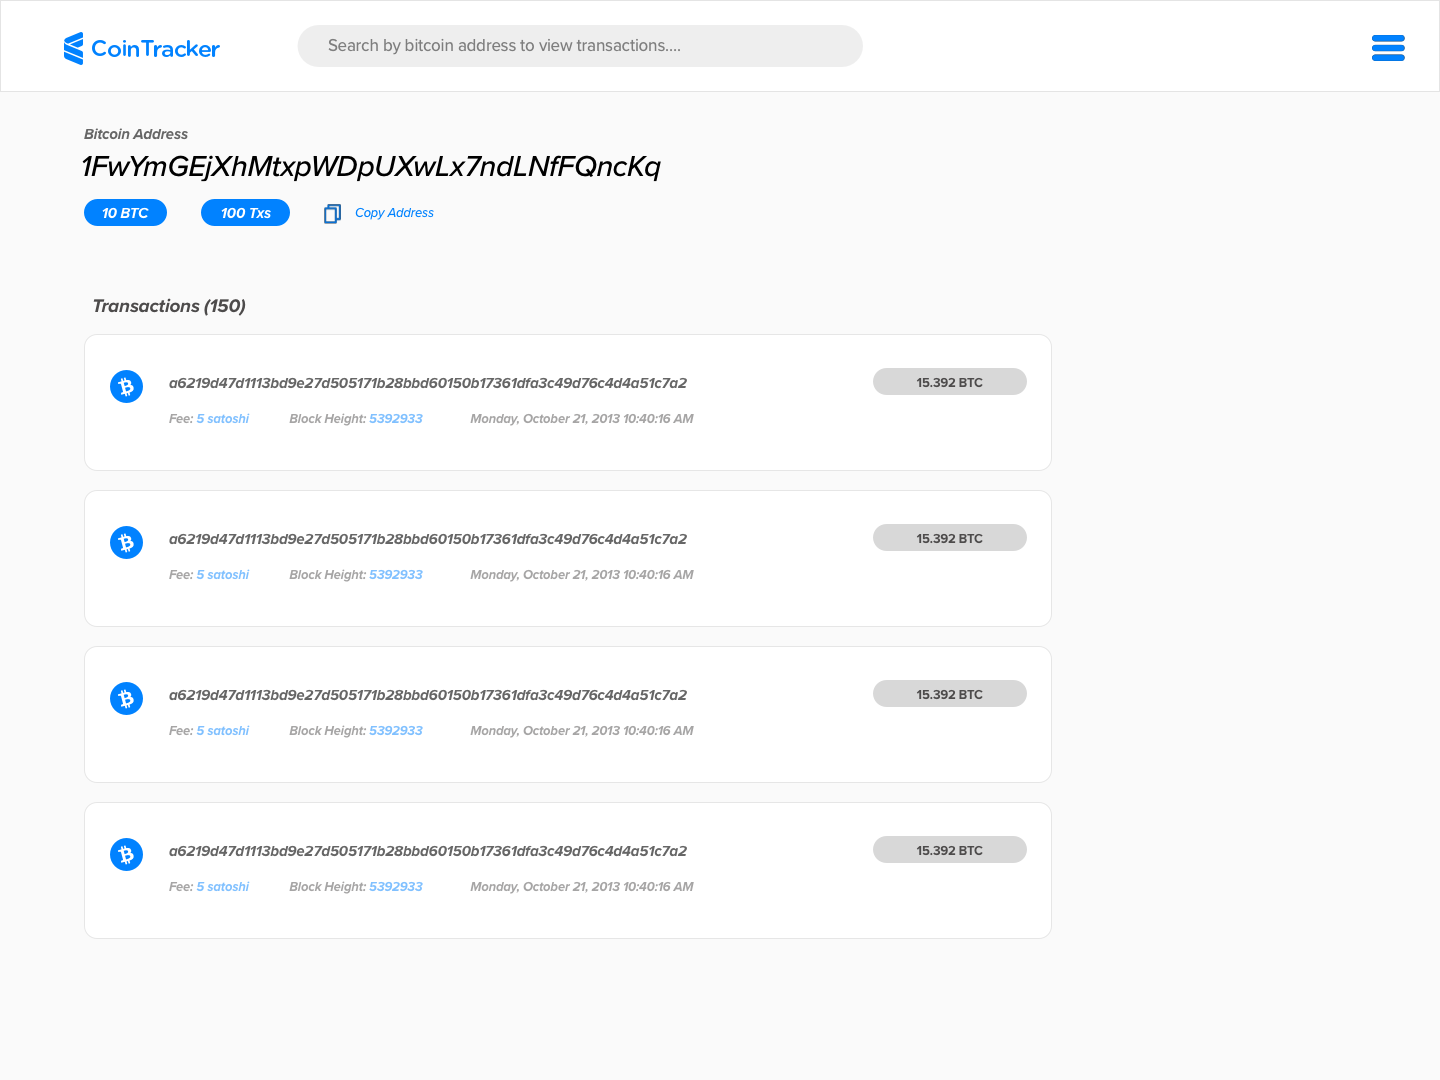 CoinTracker
Search by bitcoin address to view transactions....
Bitcoin Address
1FwYmGEjXhMtxpWDpUXwLx7ndLNfFQncKq
10 BTC
100 Txs
Copy Address
Transactions (150)
a6219d47d1113bd9e27d505171b28bbd60150b17361dfa3c49d76c4d4a51c7a2
15.392 BTC
Fee: 5 satoshi
Block Height: 5392933
Monday, October 21, 2013 10:40:16 AM
a6219d47d1113bd9e27d505171b28bbd60150b17361dfa3c49d76c4d4a51c7a2
15.392 BTC
Fee: 5 satoshi
Block Height: 5392933
Monday, October 21, 2013 10:40:16 AM
a6219d47d1113bd9e27d505171b28bbd60150b17361dfa3c49d76c4d4a51c7a2
15.392 BTC
Fee: 5 satoshi
Block Height: 5392933
Monday, October 21, 2013 10:40:16 AM
a6219d47d1113bd9e27d505171b28bbd60150b17361dfa3c49d76c4d4a51c7a2
15.392 BTC
Fee: 5 satoshi
Block Height: 5392933
Monday, October 21, 2013 10:40:16 AM